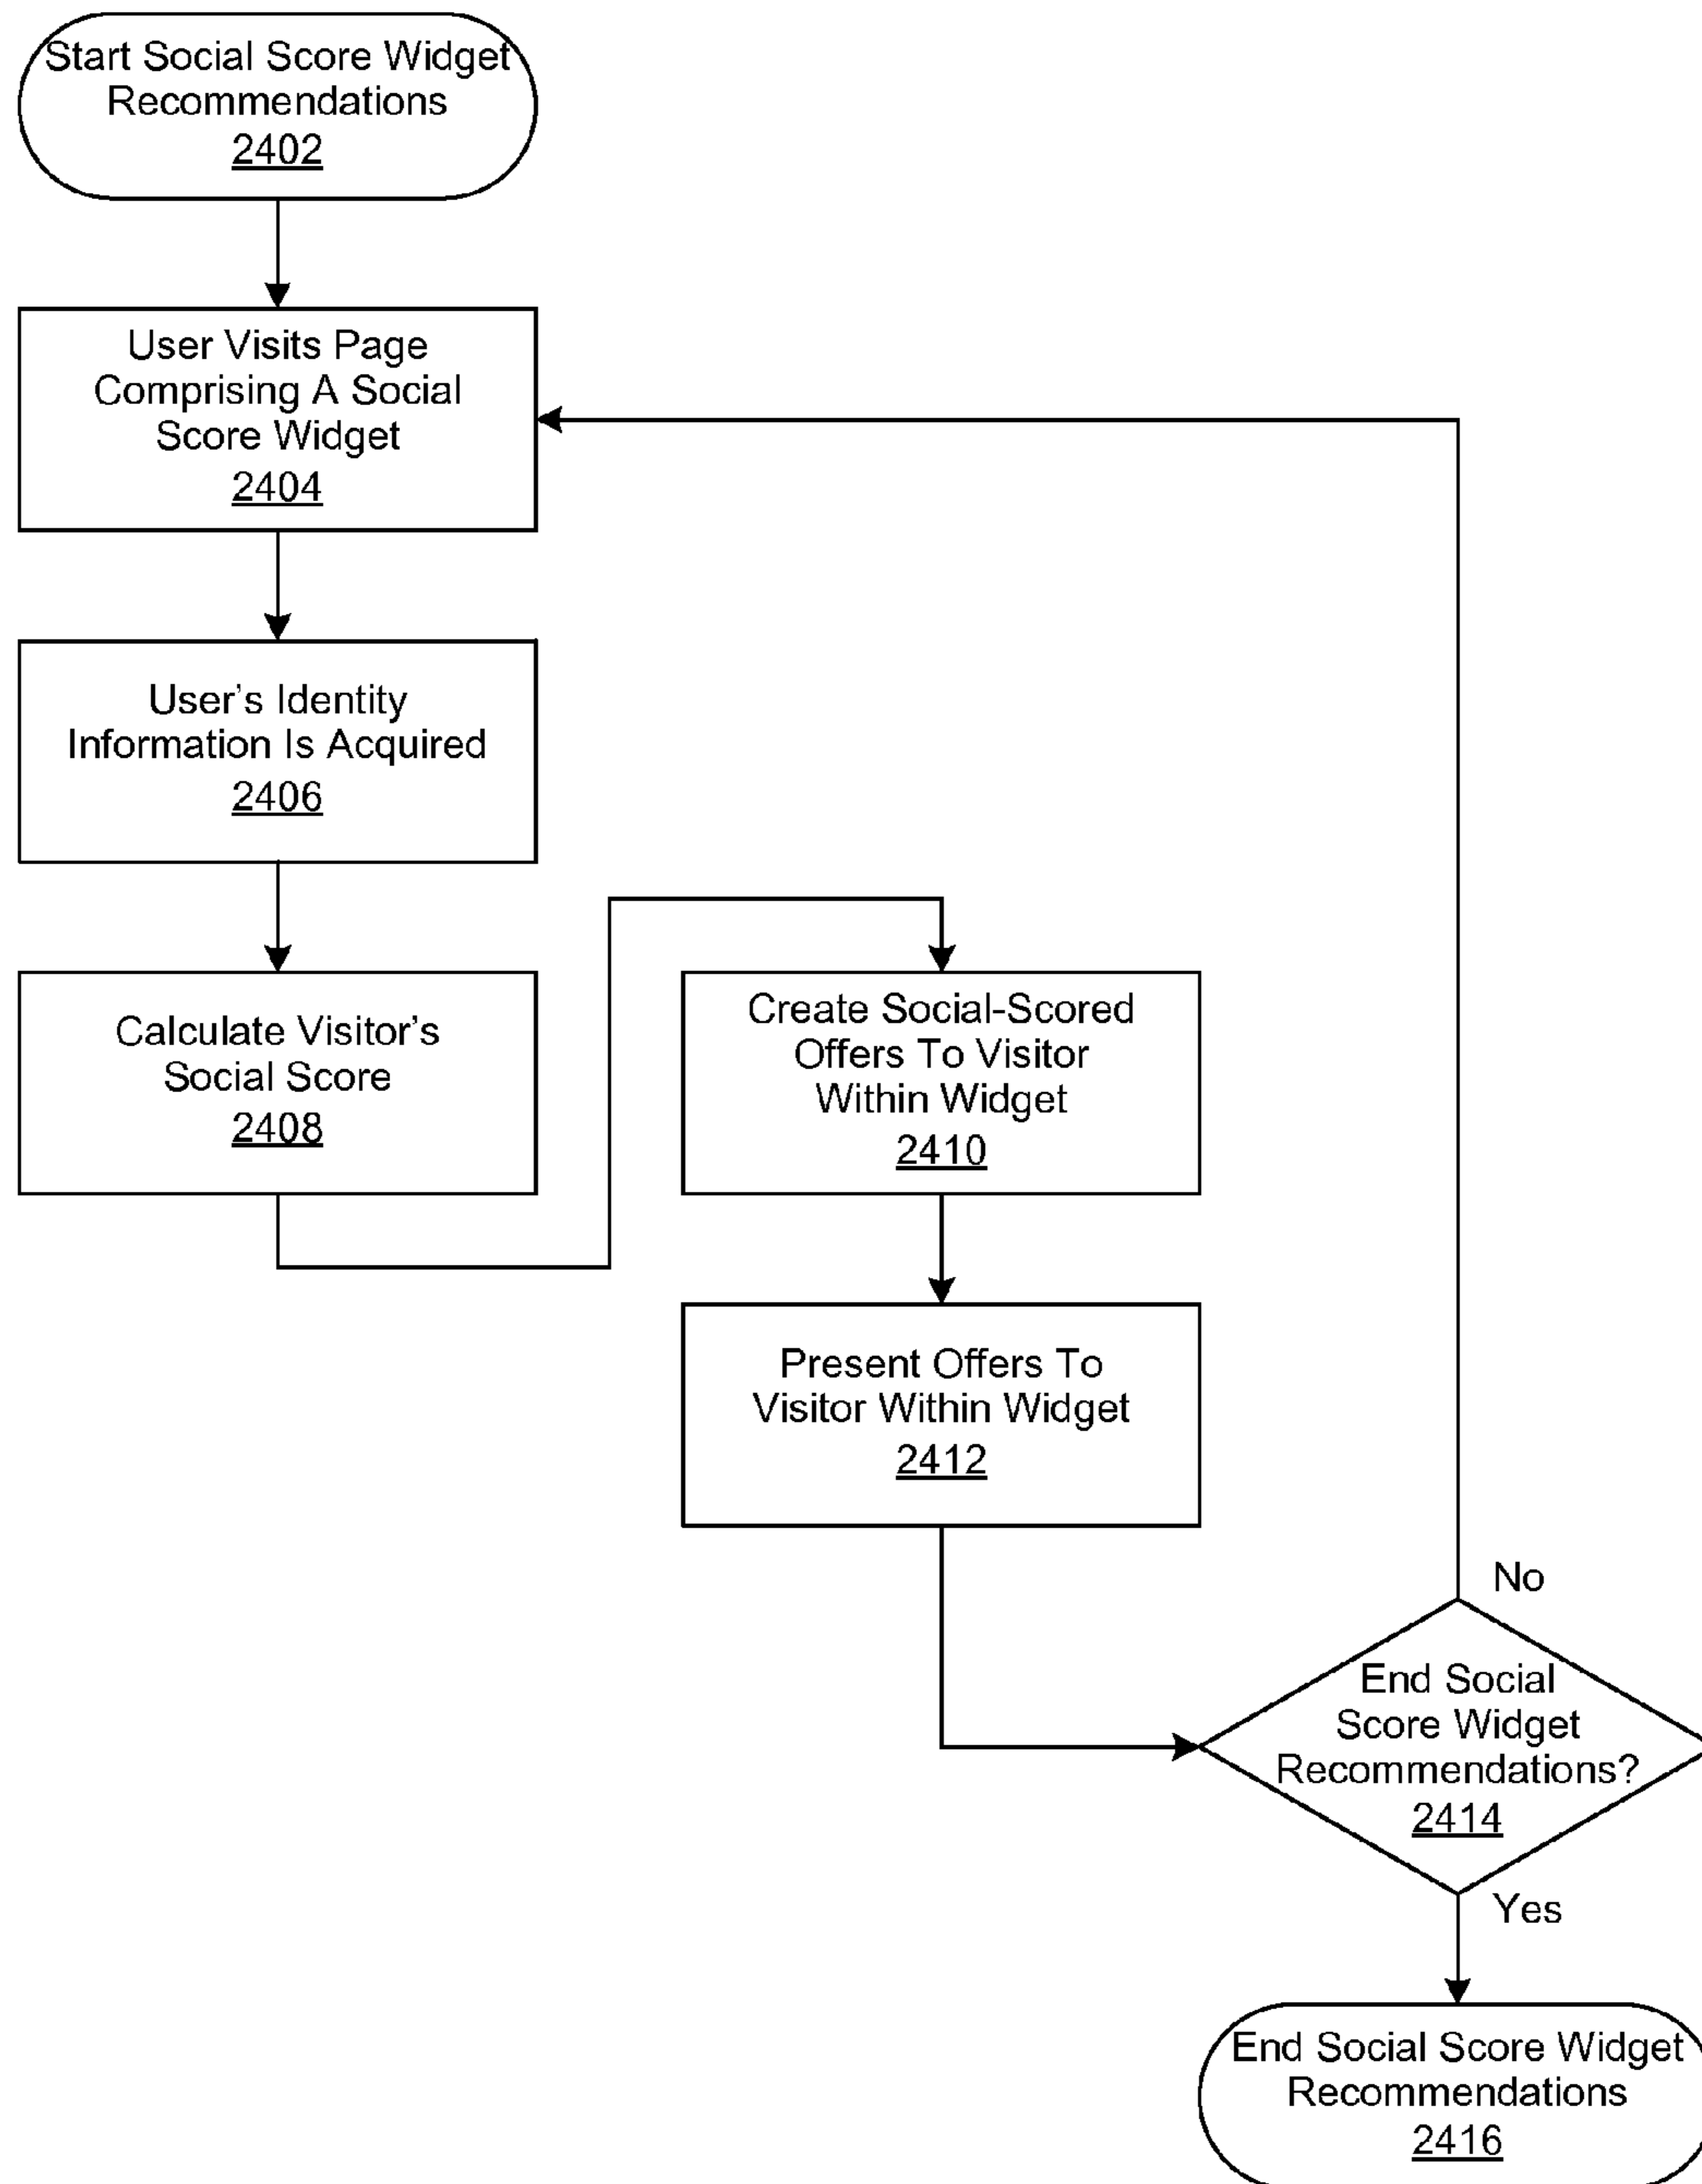 Start Social Score Widget
Recommendations
2402
User Visits Page
Comprising A Social
Score Widget
2404
User's Identity
Information Is Acquired
2406
Calculate Visitor's
Social Score
2408
Create Social-Scored
Offers To Visitor
Within Widget
2410
Present Offers To
Visitor Within Widget
2412
No
End Social
Score Widget
Recommendations?
2414
Yes
End Social Score Widget
Recommendations
2416